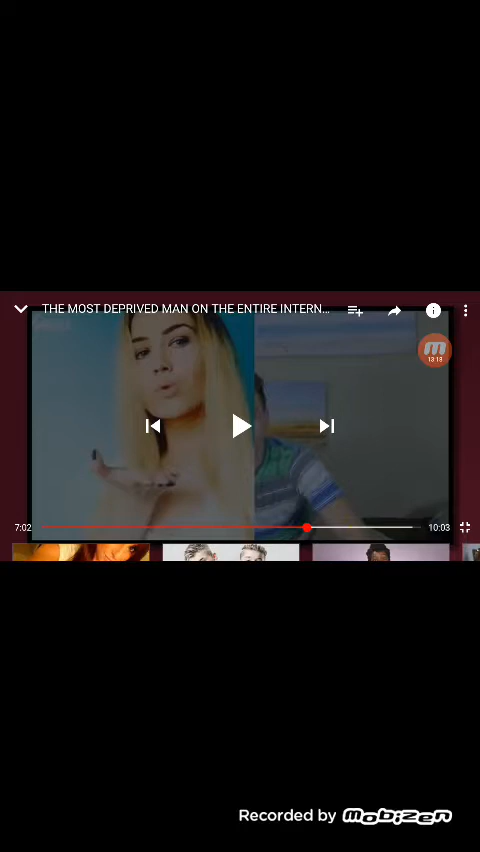 THE MOST DEPRIVED MAN ON THE ENTIRE INTERN...
13:18
7:02
10:03
Recorded by mobizen